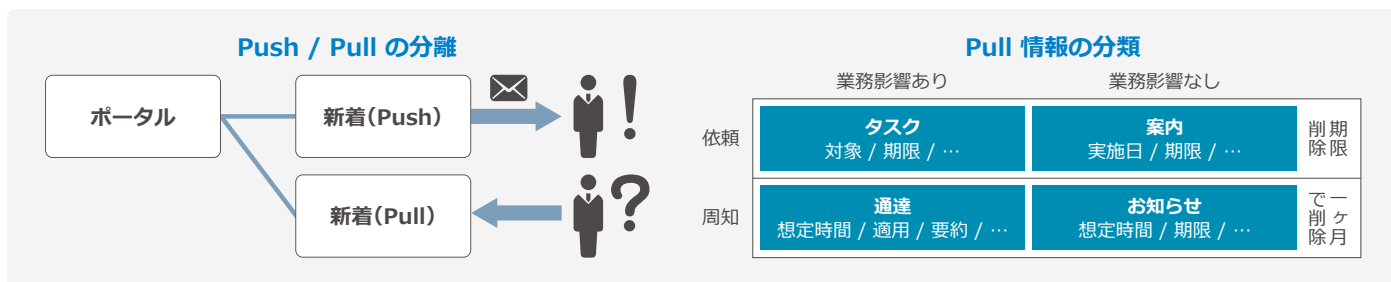 Push / Pull の分離
ポータル
新着(Push)
新着(Pull)
Pull 情報の分類
業務影響あり
業務影響なし
依頼
タスク
対象 / 期限 / …
案内
実施日 / 期限 / …
期限
削除
周知
通達
想定時間 / 適用 / 要約 / …
お知らせ
想定時間 / 期限 / …
一ヶ月
で削除